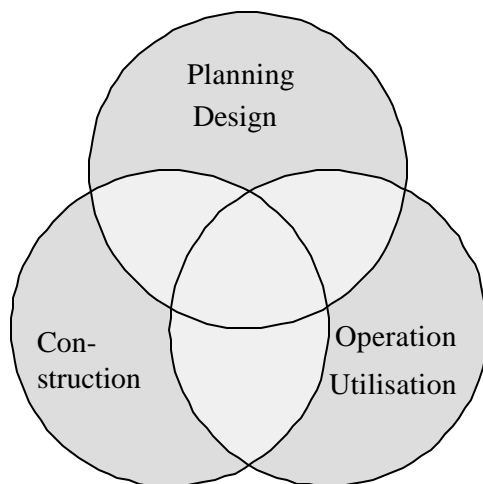 Planning
Design
Con-
struction
Operation
Utilisation